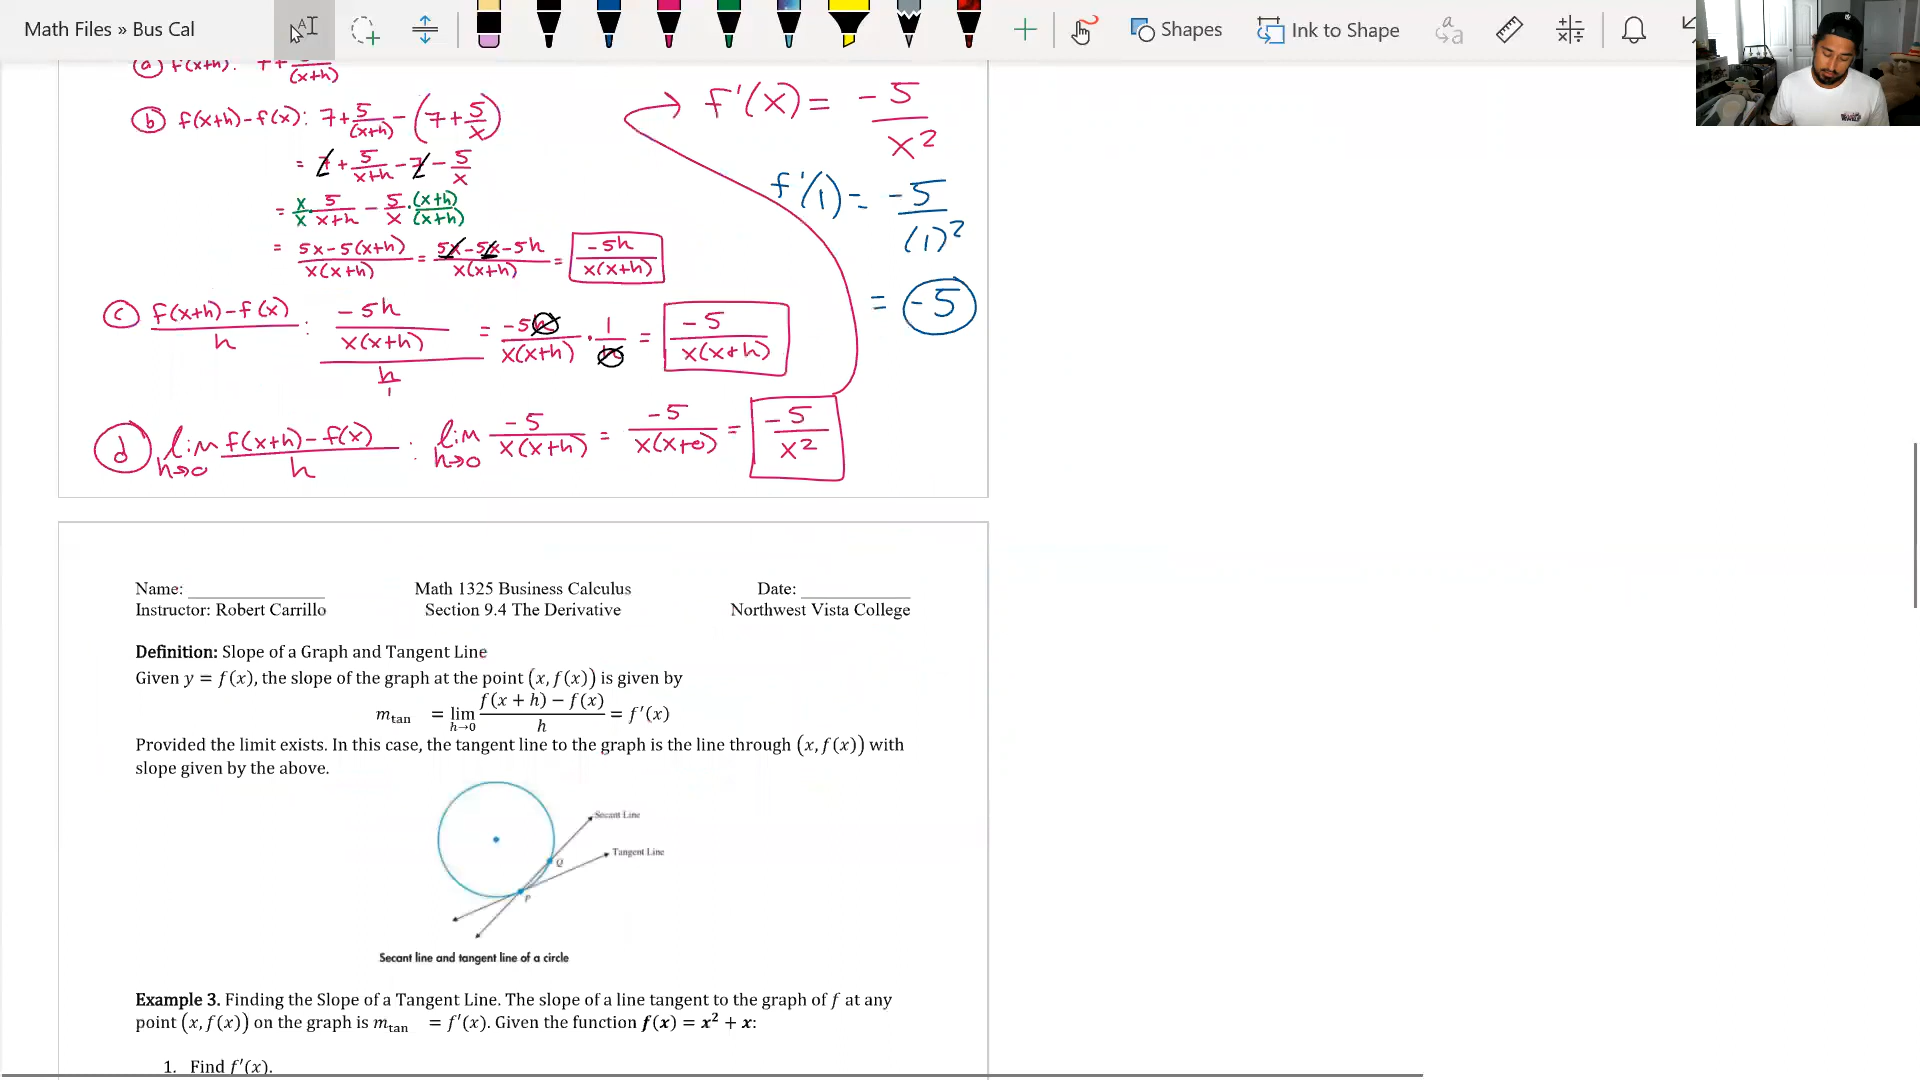 Math Files » Bus Cal
Shapes
Ink to Shape
(a) f(x+h): 7+5/(x+h)
(b) f(x+h)-f(x): 7+5/(x+h)-(7+5/x)
= 7+5/(x+h)-7-5/x
= x/x·5/(x+h)-5/x·(x+h)/(x+h)
= (5x-5(x+h))/(x(x+h)) = (5x-5x-5h)/(x(x+h)) = -5h/(x(x+h))
(c) (f(x+h)-f(x))/h: (-5h/(x(x+h)))/(h/1) = -5h/(x(x+h))·1/h = -5/(x(x+h))
(d) lim h→0 (f(x+h)-f(x))/h : lim h→0 -5/(x(x+h)) = -5/(x(x+0)) = -5/x²
f'(x)= -5/x²
f'(1)= -5/(1)²
= -5
Name: ______________ Math 1325 Business Calculus Date: ___________
Instructor: Robert Carrillo Section 9.4 The Derivative Northwest Vista College
Definition: Slope of a Graph and Tangent Line
Given y = f(x), the slope of the graph at the point (x, f(x)) is given by
m_tan = lim h→0 (f(x + h) − f(x))/h = f′(x)
Provided the limit exists. In this case, the tangent line to the graph is the line through (x, f(x)) with
slope given by the above.
Secant Line
Tangent Line
Q
P
Secant line and tangent line of a circle
Example 3. Finding the Slope of a Tangent Line. The slope of a line tangent to the graph of f at any
point (x, f(x)) on the graph is m_tan = f′(x). Given the function f(x) = x² + x:
1. Find f′(x).